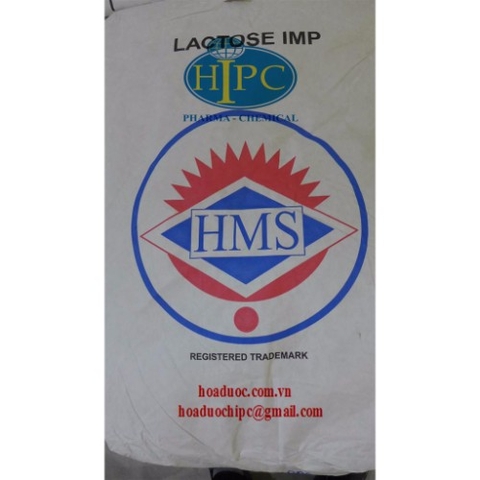 LACTOSE IMP
HIPC
PHARMA - CHEMICAL
HMS
REGISTERED TRADEMARK
hoaduoc.com.vn
hoaduochipc@gmail.com